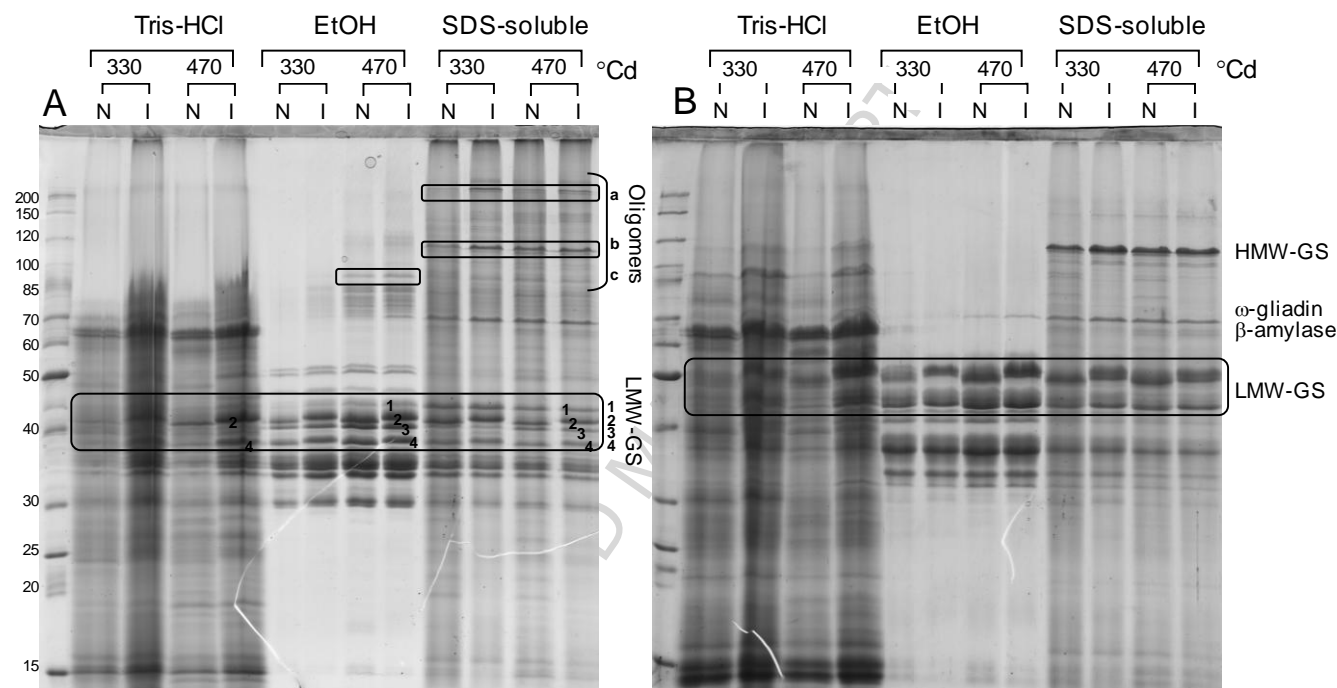 Tris-HCl EtOH SDS-soluble
330 470 330 470 330 470 °Cd
A N I N I N I N I N I N I
200
150
120
100
85
70
60
50
40
30
25
20
15
a
b
c
Oligomers
LMW-GS
1
2
3
4
2
4
1
2
3
4
1
2
3
4
Tris-HCl EtOH SDS-soluble
330 470 330 470 330 470
B N I N I N I N I N I N I
HMW-GS
ω-gliadin
β-amylase
LMW-GS